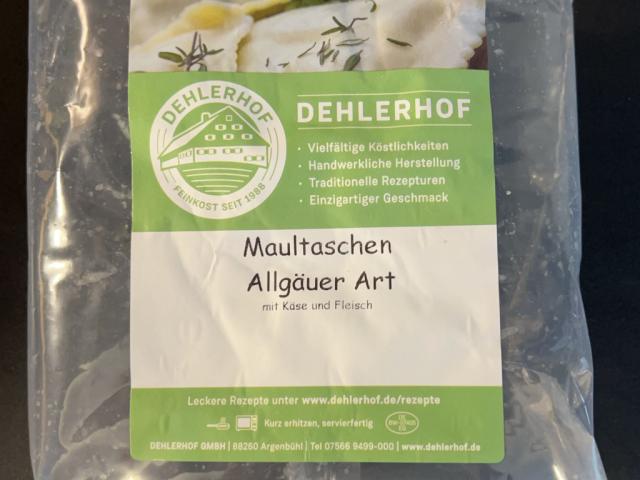 DEHLERHOF
FEINKOST SEIT 1988
DEHLERHOF
· Vielfältige Köstlichkeiten
· Handwerkliche Herstellung
· Traditionelle Rezepturen
· Einzigartiger Geschmack
Maultaschen
Allgäuer Art
mit Käse und Fleisch
Leckere Rezepte unter www.dehlerhof.de/rezepte
Kurz erhitzen, servierfertig
DE
EG
DEHLERHOF GMBH | 88260 Argenbühl | Tel 07566 9499-000 | www.dehlerhof.de